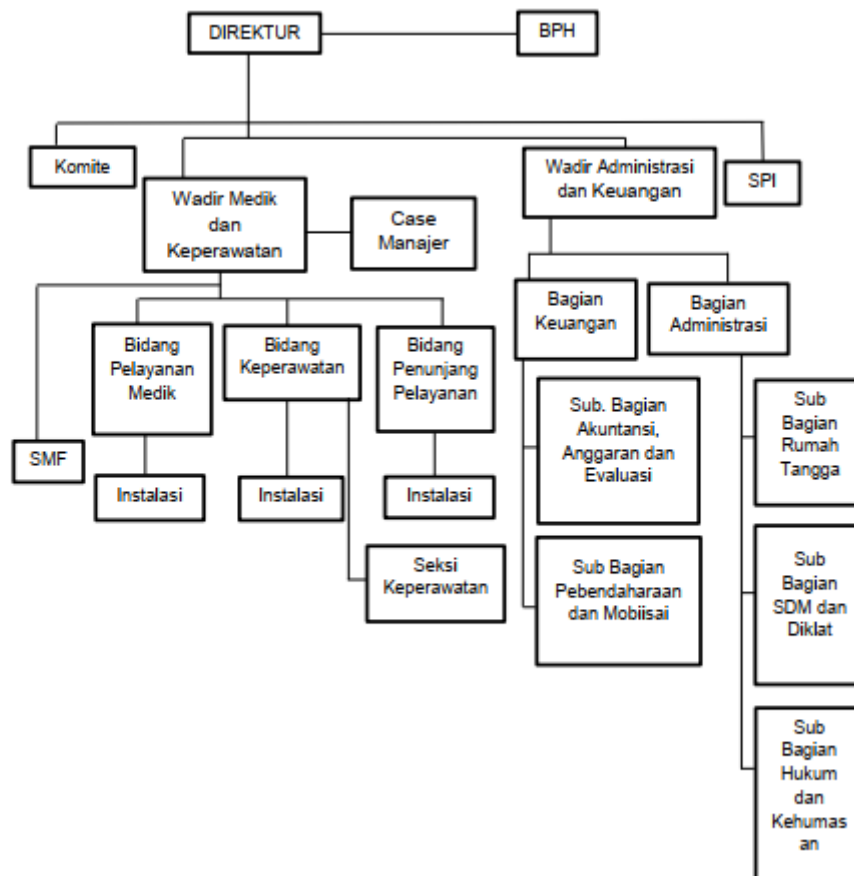 DIREKTUR
BPH
Komite
Wadir Medik
dan
Keperawatan
Case
Manajer
Wadir Administrasi
dan Keuangan
SPI
Bagian
Keuangan
Bagian
Administrasi
Bidang
Pelayanan
Medik
Bidang
Keperawatan
Bidang
Penunjang
Pelayanan
SMF
Instalasi
Instalasi
Instalasi
Seksi
Keperawatan
Sub. Bagian
Akuntansi,
Anggaran dan
Evaluasi
Sub Bagian
Pebendaharaan
dan Mobiisai
Sub
Bagian
Rumah
Tangga
Sub
Bagian
SDM dan
Diklat
Sub
Bagian
Hukum
dan
Kehumas
an